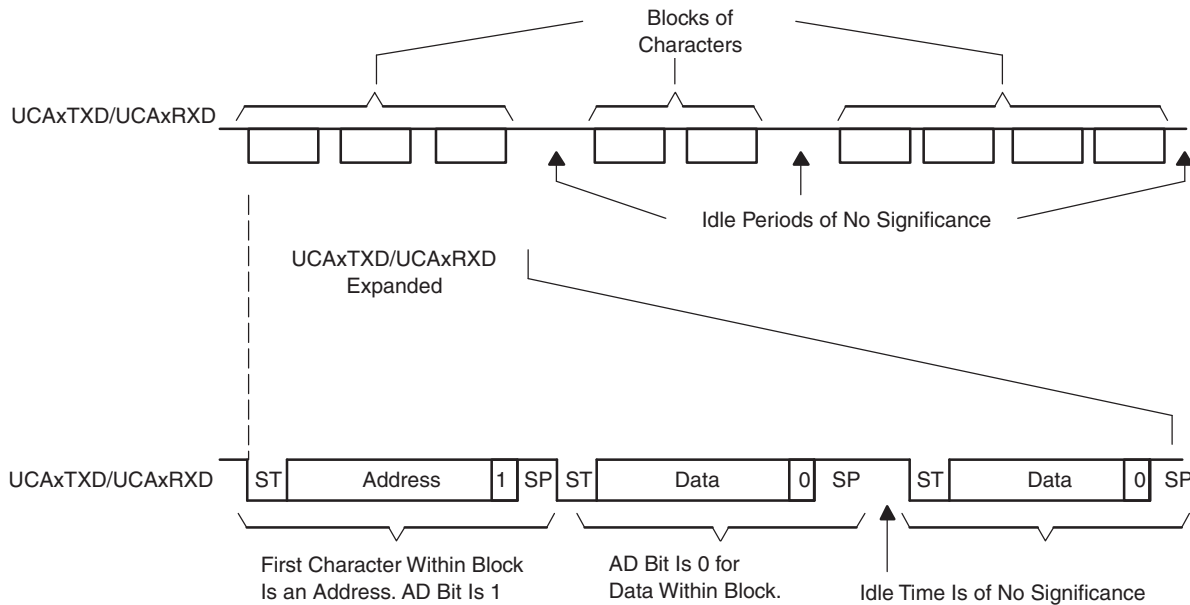 Blocks of
Characters
UCAxTXD/UCAxRXD
Idle Periods of No Significance
UCAxTXD/UCAxRXD
Expanded
UCAxTXD/UCAxRXD
ST Address 1 SP ST Data 0 SP ST Data 0 SP
First Character Within Block
Is an Address. AD Bit Is 1
AD Bit Is 0 for
Data Within Block.
Idle Time Is of No Significance